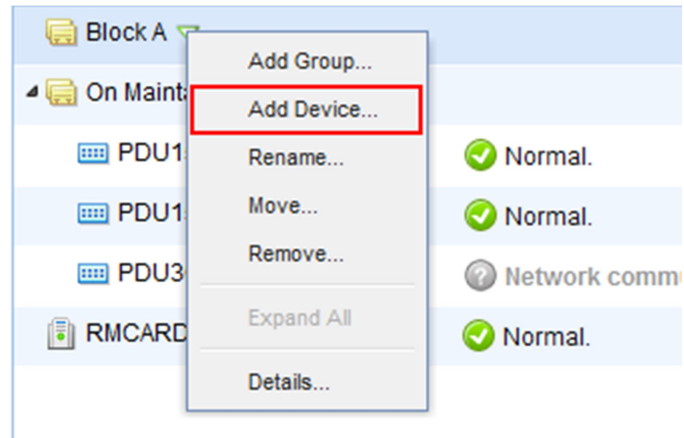 Block A
Add Group...
On Mainta
Add Device...
PDU1
Rename...
Normal.
PDU1
Move...
Normal.
Remove...
PDU3
Network commu
Expand All
RMCARD
Normal.
Details...